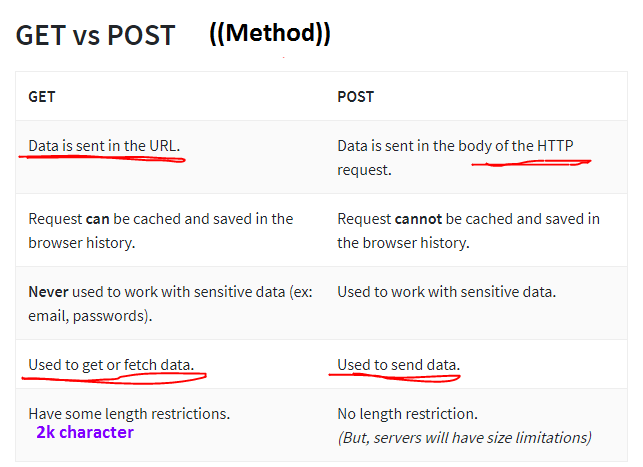 GET vs POST ((Method))
GET POST
Data is sent in the URL. Data is sent in the body of the HTTP
request.
Request can be cached and saved in the Request cannot be cached and saved in
browser history. the browser history.
Never used to work with sensitive data (ex: Used to work with sensitive data.
email, passwords).
Used to get or fetch data. Used to send data.
Have some length restrictions. No length restriction.
2k character (But, servers will have size limitations)